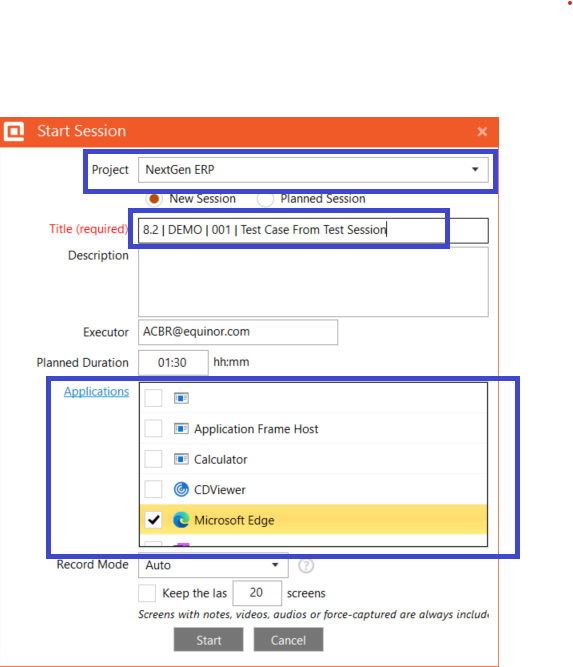 Start Session
Project NextGen ERP
New Session Planned Session
Title (required) 8.2 | DEMO | 001 | Test Case From Test Session
Description
Executor ACBR@equinor.com
Planned Duration 01:30 hh:mm
Applications
Application Frame Host
Calculator
CDViewer
Microsoft Edge
Record Mode Auto ?
Keep the las 20 screens
Screens with notes, videos, audios or force-captured are always include
Start Cancel